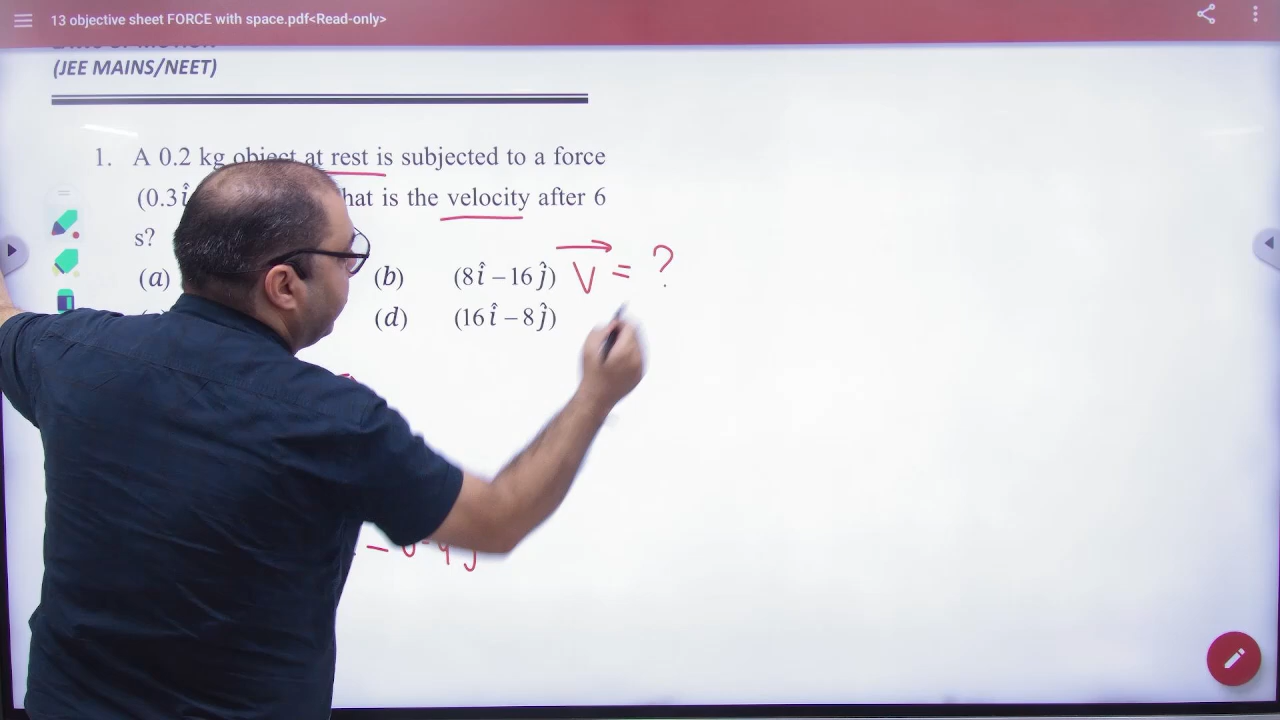 13 objective sheet FORCE with space.pdf<Read-only>
(JEE MAINS/NEET)
1. A 0.2 kg object at rest is subjected to a force
(0.3î hat is the velocity after 6
s?
(a) (b) (8î – 16ĵ) V⃗ = ?
(d) (16î – 8ĵ)